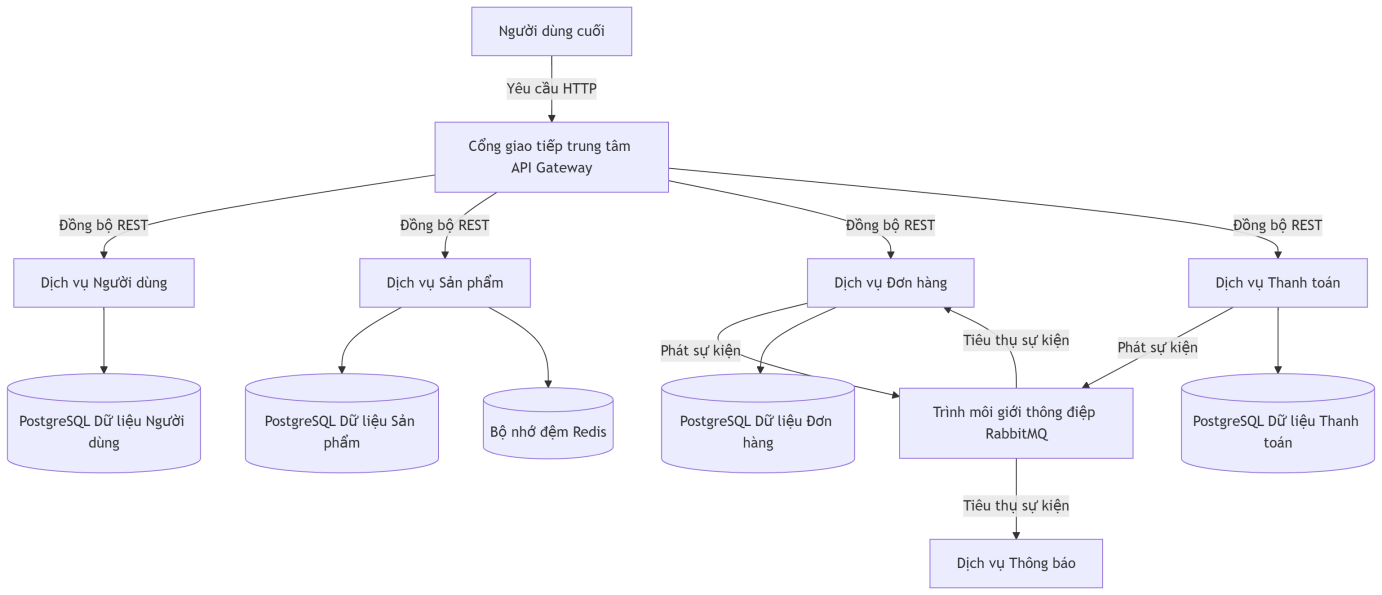 Người dùng cuối
Yêu cầu HTTP
Cổng giao tiếp trung tâm
API Gateway
Đồng bộ REST
Đồng bộ REST
Đồng bộ REST
Đồng bộ REST
Dịch vụ Người dùng
Dịch vụ Sản phẩm
Dịch vụ Đơn hàng
Dịch vụ Thanh toán
Phát sự kiện
Tiêu thụ sự kiện
Phát sự kiện
PostgreSQL Dữ liệu Người
dùng
PostgreSQL Dữ liệu Sản
phẩm
Bộ nhớ đệm Redis
PostgreSQL Dữ liệu Đơn
hàng
Trình môi giới thông điệp
RabbitMQ
PostgreSQL Dữ liệu Thanh
toán
Tiêu thụ sự kiện
Dịch vụ Thông báo